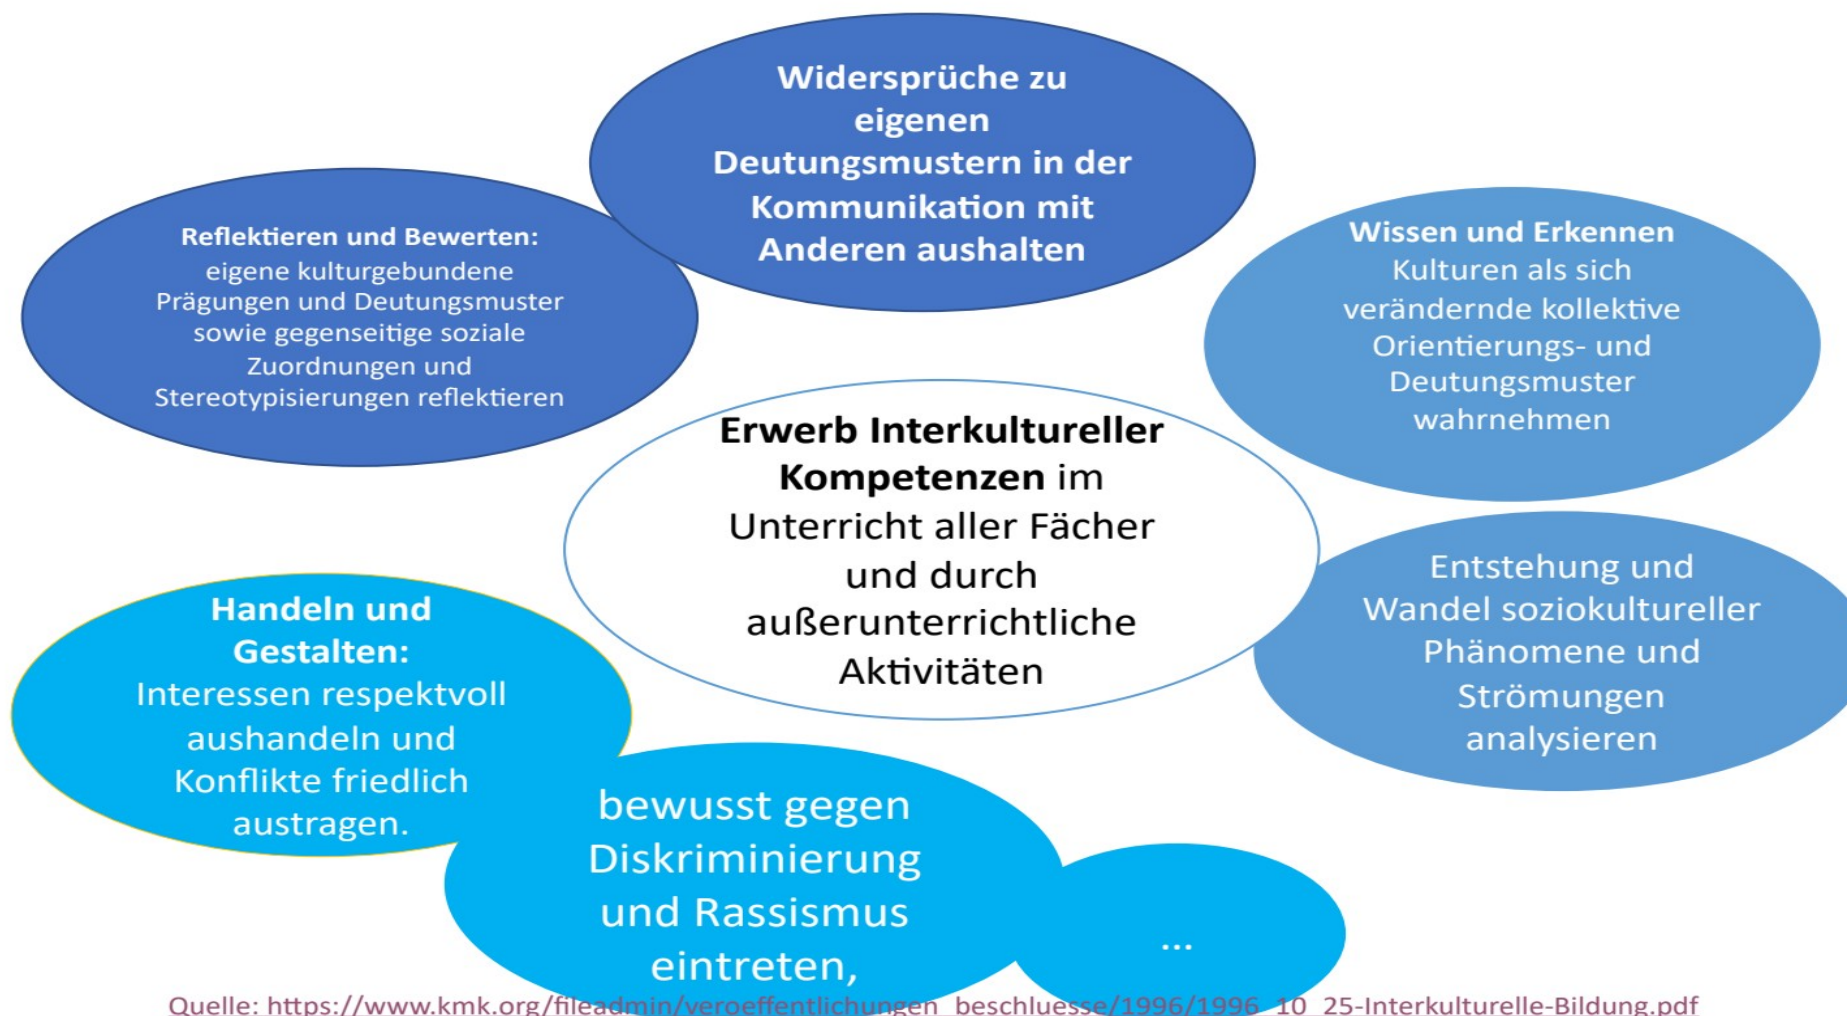 Widersprüche zu
eigenen
Deutungsmustern in der
Kommunikation mit
Anderen aushalten
Reflektieren und Bewerten:
eigene kulturgebundene
Prägungen und Deutungsmuster
sowie gegenseitige soziale
Zuordnungen und
Stereotypisierungen reflektieren
Wissen und Erkennen
Kulturen als sich
verändernde kollektive
Orientierungs- und
Deutungsmuster
wahrnehmen
Erwerb Interkultureller
Kompetenzen im
Unterricht aller Fächer
und durch
außerunterrichtliche
Aktivitäten
Entstehung und
Wandel soziokultureller
Phänomene und
Strömungen
analysieren
Handeln und
Gestalten:
Interessen respektvoll
aushandeln und
Konflikte friedlich
austragen.
bewusst gegen
Diskriminierung
und Rassismus
eintreten,
...
Quelle: https://www.kmk.org/fileadmin/veroeffentlichungen_beschluesse/1996/1996_10_25-Interkulturelle-Bildung.pdf